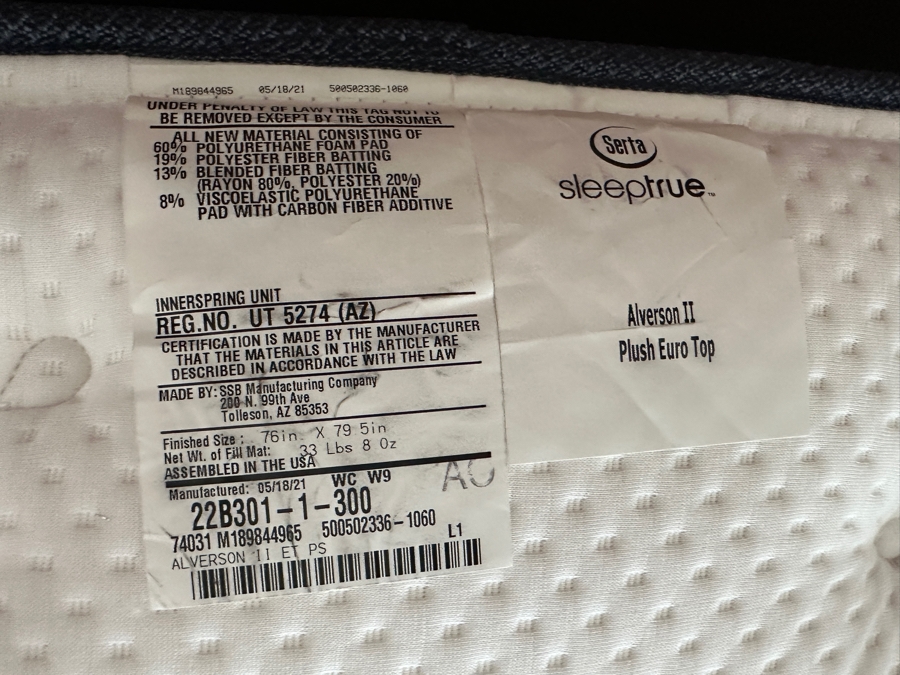 M189844965 05/18/21 500502336-1060
UNDER PENALTY OF LAW THIS TAG NOT TO
BE REMOVED EXCEPT BY THE CONSUMER
ALL NEW MATERIAL CONSISTING OF
60% POLYURETHANE FOAM PAD
19% POLYESTER FIBER BATTING
13% BLENDED FIBER BATTING
(RAYON 80%, POLYESTER 20%)
8% VISCOELASTIC POLYURETHANE
PAD WITH CARBON FIBER ADDITIVE
INNERSPRING UNIT
REG.NO. UT 5274 (AZ)
CERTIFICATION IS MADE BY THE MANUFACTURER
THAT THE MATERIALS IN THIS ARTICLE ARE
DESCRIBED IN ACCORDANCE WITH THE LAW
MADE BY: SSB Manufacturing Company
200 N. 99th Ave
Tolleson, AZ 85353
Finished Size : 76in. X 79 5in
Net Wt. of Fill Mat: 33 Lbs 8 Oz
ASSEMBLED IN THE USA
Manufactured: 05/18/21 WC W9
22B301-1-300
74031 M189844965 500502336-1060
ALVERSON II ET PS L1
Serta
sleeptrue™
Alverson II
Plush Euro Top